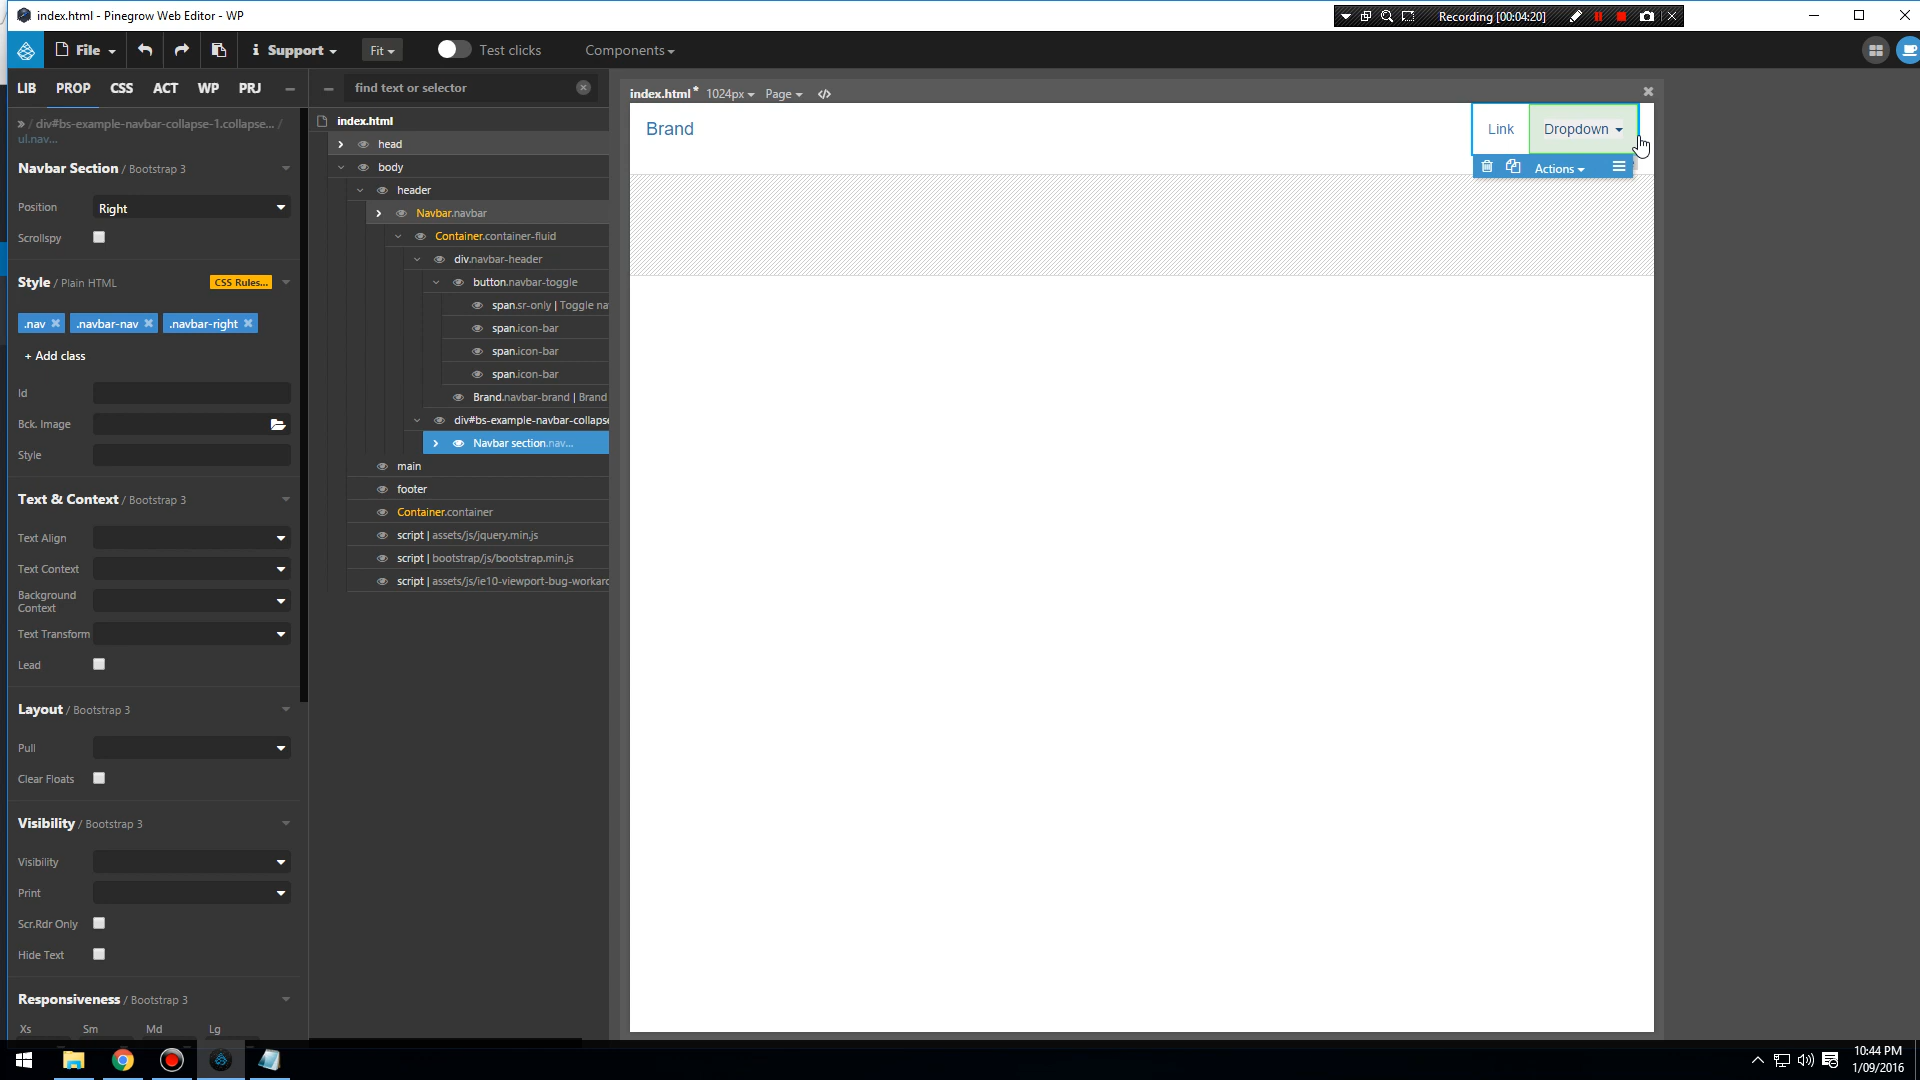 index.html - Pinegrow Web Editor - WP
Recording [00:04:20]
File
Support
Fit
Test clicks
Components
LIB PROP CSS ACT WP PRJ
find text or selector
» / div#bs-example-navbar-collapse-1.collapse... /
ul.nav...
Navbar Section / Bootstrap 3
Position Right
Scrollspy
Style / Plain HTML CSS Rules...
.nav .navbar-nav .navbar-right
+ Add class
Id
Bck. Image
Style
Text & Context / Bootstrap 3
Text Align
Text Context
Background
Context
Text Transform
Lead
Layout / Bootstrap 3
Pull
Clear Floats
Visibility / Bootstrap 3
Visibility
Print
Scr.Rdr Only
Hide Text
Responsiveness / Bootstrap 3
Xs Sm Md Lg
index.html
head
body
header
Navbar.navbar
Container.container-fluid
div.navbar-header
button.navbar-toggle
span.sr-only | Toggle na
span.icon-bar
span.icon-bar
span.icon-bar
Brand.navbar-brand | Brand
div#bs-example-navbar-collapse
Navbar section.nav...
main
footer
Container.container
script | assets/js/jquery.min.js
script | bootstrap/js/bootstrap.min.js
script | assets/js/ie10-viewport-bug-workaro
index.html* 1024px Page </>
Brand
Link Dropdown
Actions
10:44 PM
1/09/2016